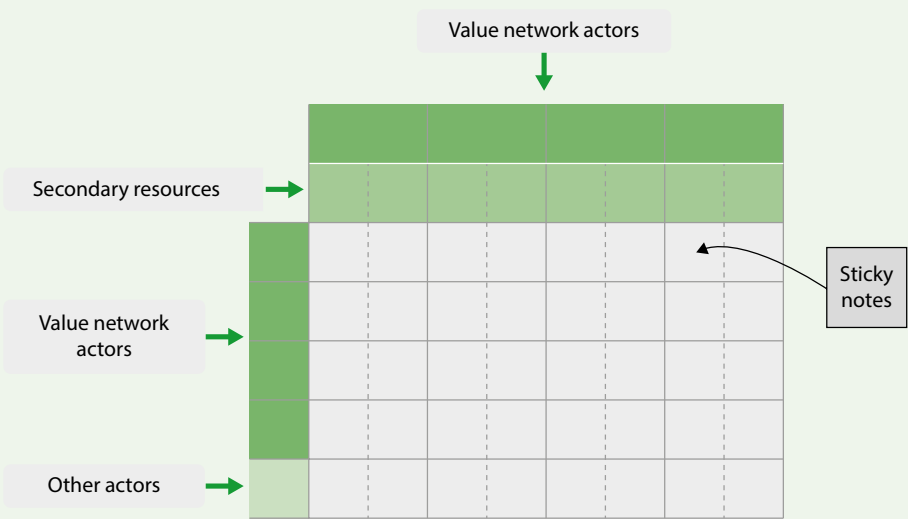 Value network actors
Secondary resources
Sticky
notes
Value network
actors
Other actors